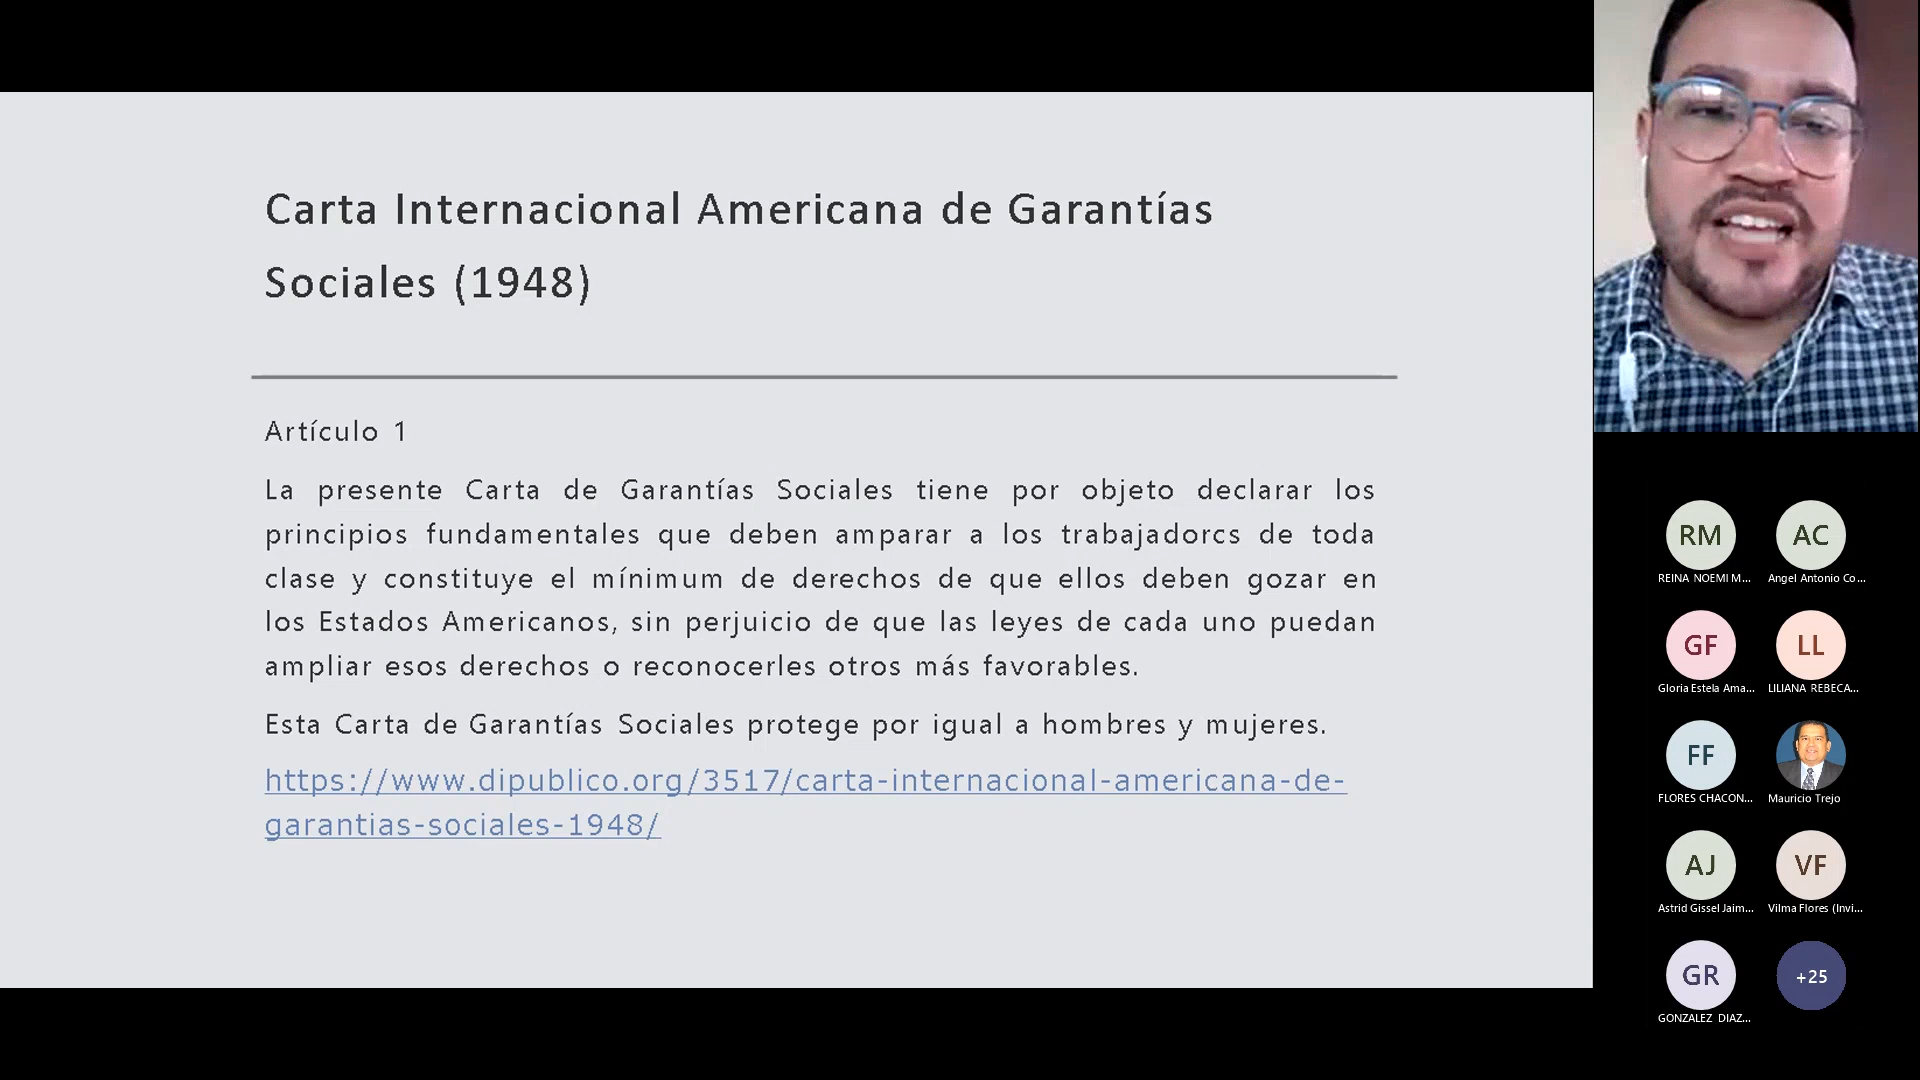 Carta Internacional Americana de Garantías
Sociales (1948)
Artículo 1
La presente Carta de Garantías Sociales tiene por objeto declarar los
principios fundamentales que deben amparar a los trabajadorcs de toda
clase y constituye el mínimum de derechos de que ellos deben gozar en
los Estados Americanos, sin perjuicio de que las leyes de cada uno puedan
ampliar esos derechos o reconocerles otros más favorables.
Esta Carta de Garantías Sociales protege por igual a hombres y mujeres.
https://www.dipublico.org/3517/carta-internacional-americana-de-
garantias-sociales-1948/
RM
AC
REINA NOEMI M...
Angel Antonio Co...
GF
LL
Gloria Estela Ama...
LILIANA REBECA...
FF
FLORES CHACON...
Mauricio Trejo
AJ
VF
Astrid Gissel Jaim...
Vilma Flores (Invi...
GR
+25
GONZALEZ DIAZ...